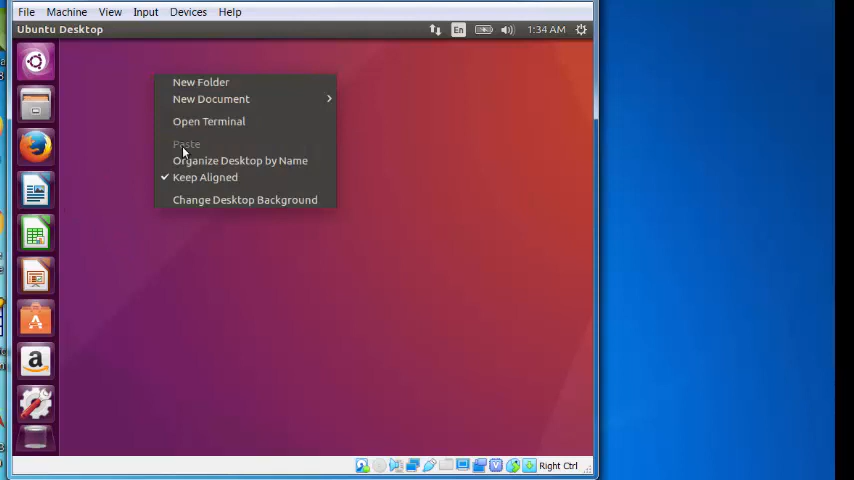 File Machine View Input Devices Help
Ubuntu Desktop En 1:34 AM
New Folder
New Document
Open Terminal
Paste
Organize Desktop by Name
Keep Aligned
Change Desktop Background
Right Ctrl